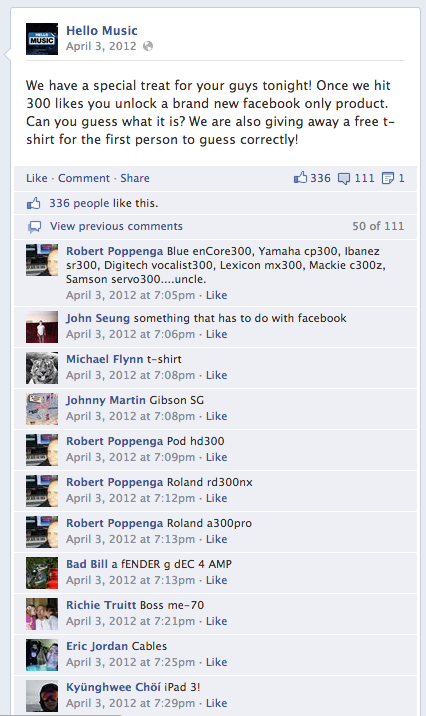 HELLO
MUSIC
Hello Music
April 3, 2012
We have a special treat for your guys tonight! Once we hit
300 likes you unlock a brand new facebook only product.
Can you guess what it is? We are also giving away a free t-
shirt for the first person to guess correctly!
Like · Comment · Share 336 111 1
336 people like this.
View previous comments 50 of 111
Robert Poppenga Blue enCore300, Yamaha cp300, Ibanez
sr300, Digitech vocalist300, Lexicon mx300, Mackie c300z,
Samson servo300....uncle.
April 3, 2012 at 7:05pm · Like
John Seung something that has to do with facebook
April 3, 2012 at 7:06pm · Like
Michael Flynn t-shirt
April 3, 2012 at 7:08pm · Like
Johnny Martin Gibson SG
April 3, 2012 at 7:08pm · Like
Robert Poppenga Pod hd300
April 3, 2012 at 7:09pm · Like
Robert Poppenga Roland rd300nx
April 3, 2012 at 7:12pm · Like
Robert Poppenga Roland a300pro
April 3, 2012 at 7:13pm · Like
Bad Bill a fENDER g dEC 4 AMP
April 3, 2012 at 7:13pm · Like
Richie Truitt Boss me-70
April 3, 2012 at 7:21pm · Like
Eric Jordan Cables
April 3, 2012 at 7:25pm · Like
Kyünghwee Chöí iPad 3!
April 3, 2012 at 7:29pm · Like